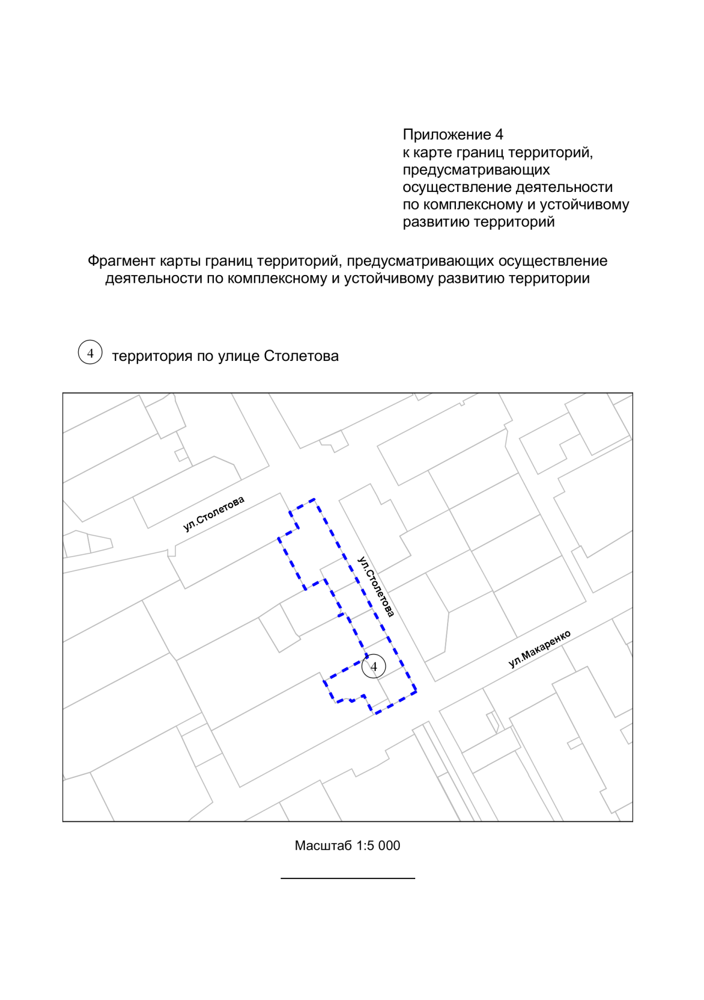 Приложение 4
к карте границ территорий,
предусматривающих
осуществление деятельности
по комплексному и устойчивому
развитию территорий
Фрагмент карты границ территорий, предусматривающих осуществление
деятельности по комплексному и устойчивому развитию территории
4 территория по улице Столетова
ул.Столетова
ул.Столетова
ул.Макаренко
4
Масштаб 1:5 000